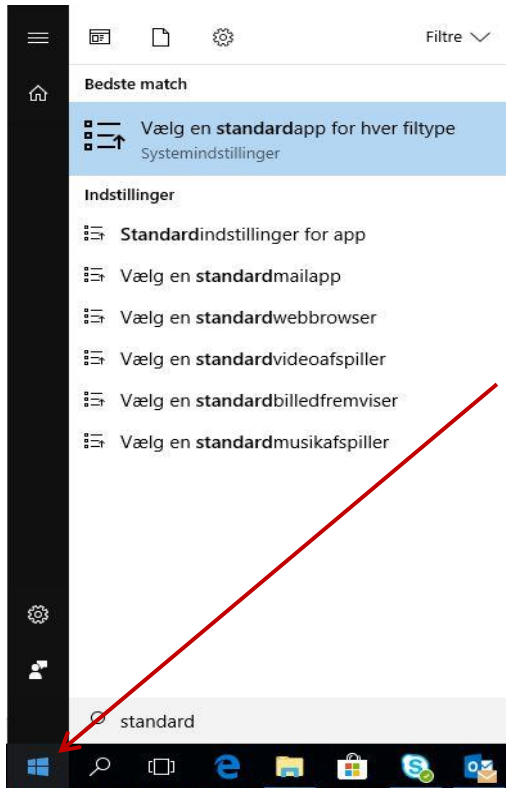 Filtre
Bedste match
Vælg en standardapp for hver filtype
Systemindstillinger
Indstillinger
Standardindstillinger for app
Vælg en standardmailapp
Vælg en standardwebbrowser
Vælg en standardvideoafspiller
Vælg en standardbilledfremviser
Vælg en standardmusikafspiller
standard